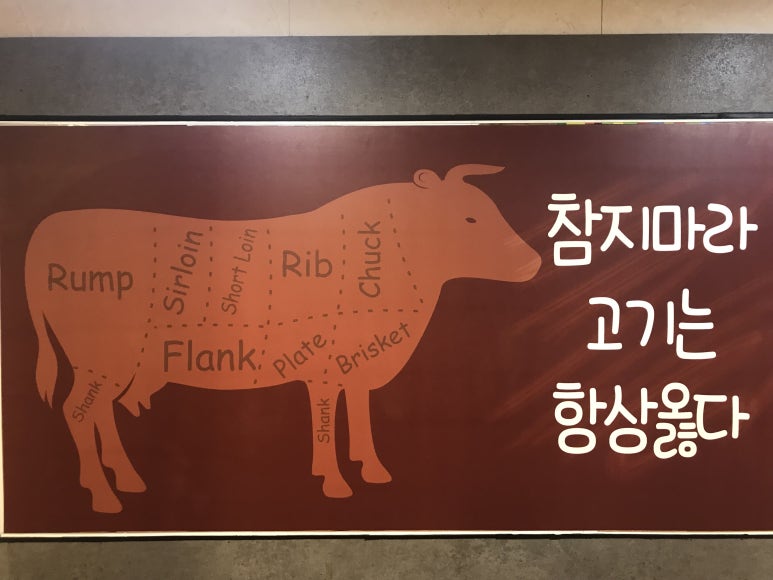 Rump
Sirloin
Short Loin
Rib
Chuck
Flank
Plate
Brisket
Shank
Shank
참지마라
고기는
항상옳다